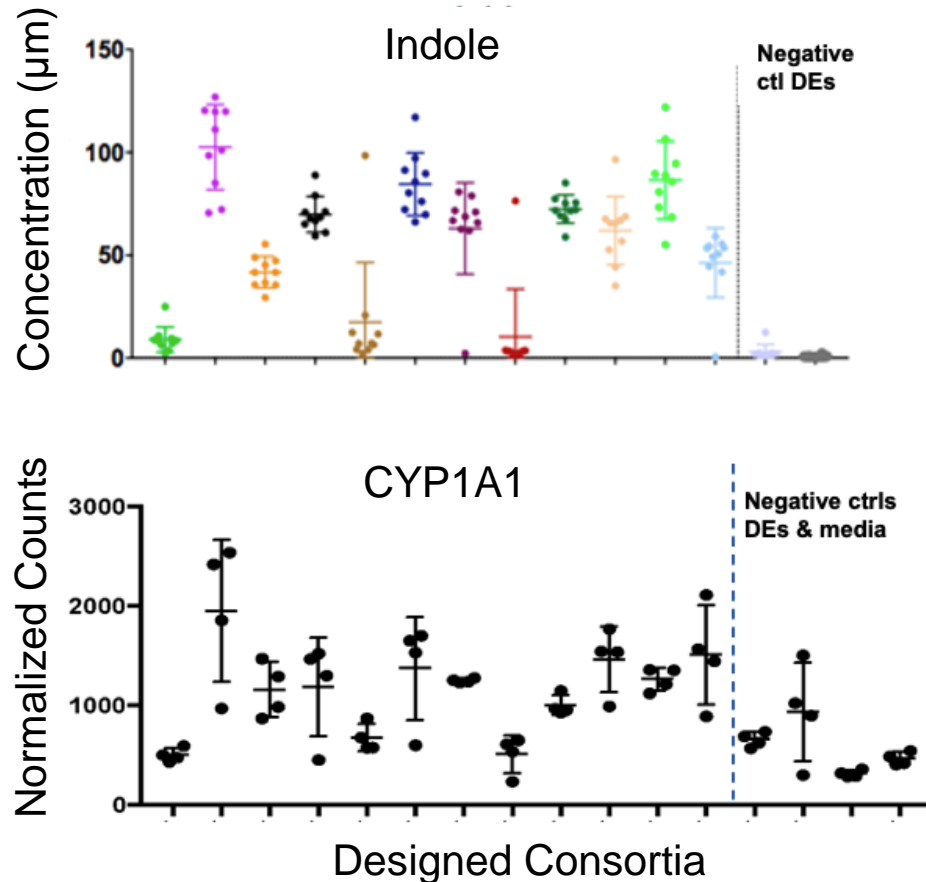 Indole
Concentration (µm)
150
100
50
0
Negative
ctl DEs
CYP1A1
Normalized Counts
3000
2000
1000
0
Negative ctrls
DEs & media
Designed Consortia